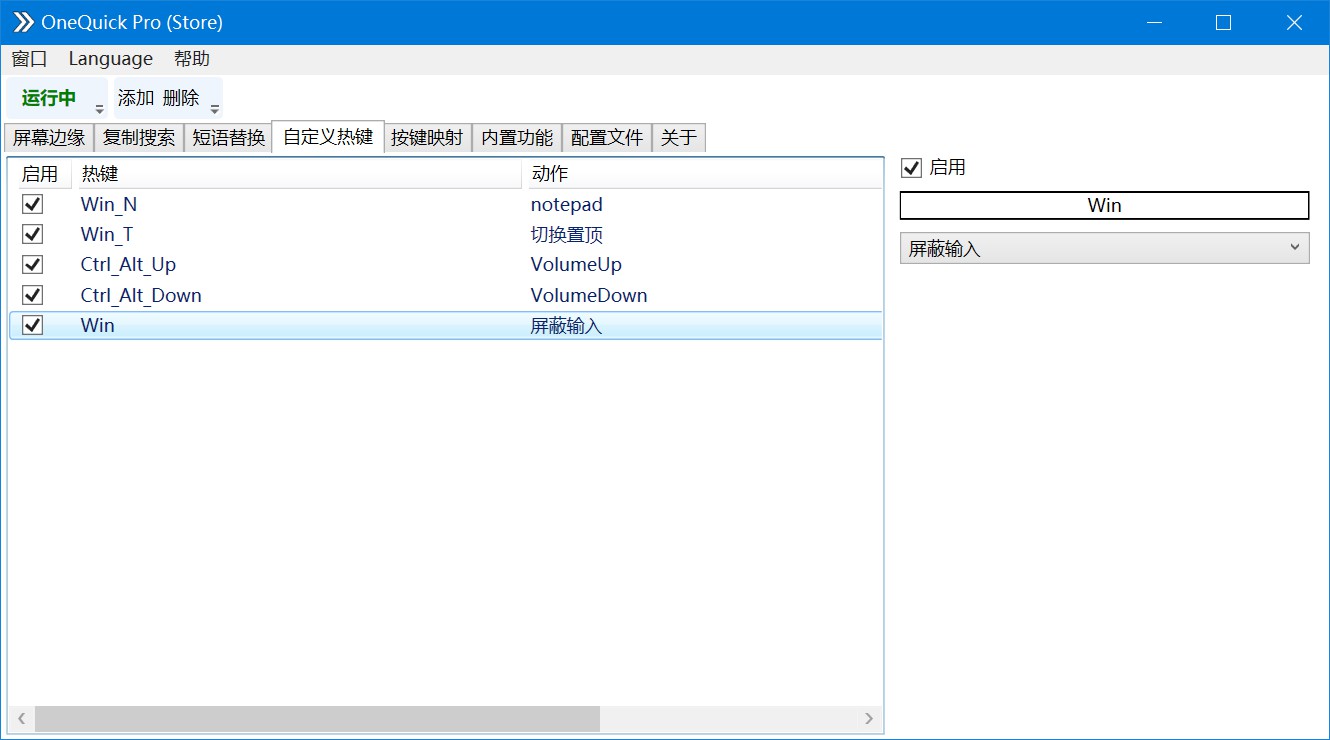 OneQuick Pro (Store)
窗口 Language 帮助
运行中 添加 删除
屏幕边缘 复制搜索 短语替换 自定义热键 按键映射 内置功能 配置文件 关于
启用 热键 动作
Win_N notepad
Win_T 切换置顶
Ctrl_Alt_Up VolumeUp
Ctrl_Alt_Down VolumeDown
Win 屏蔽输入
启用
Win
屏蔽输入